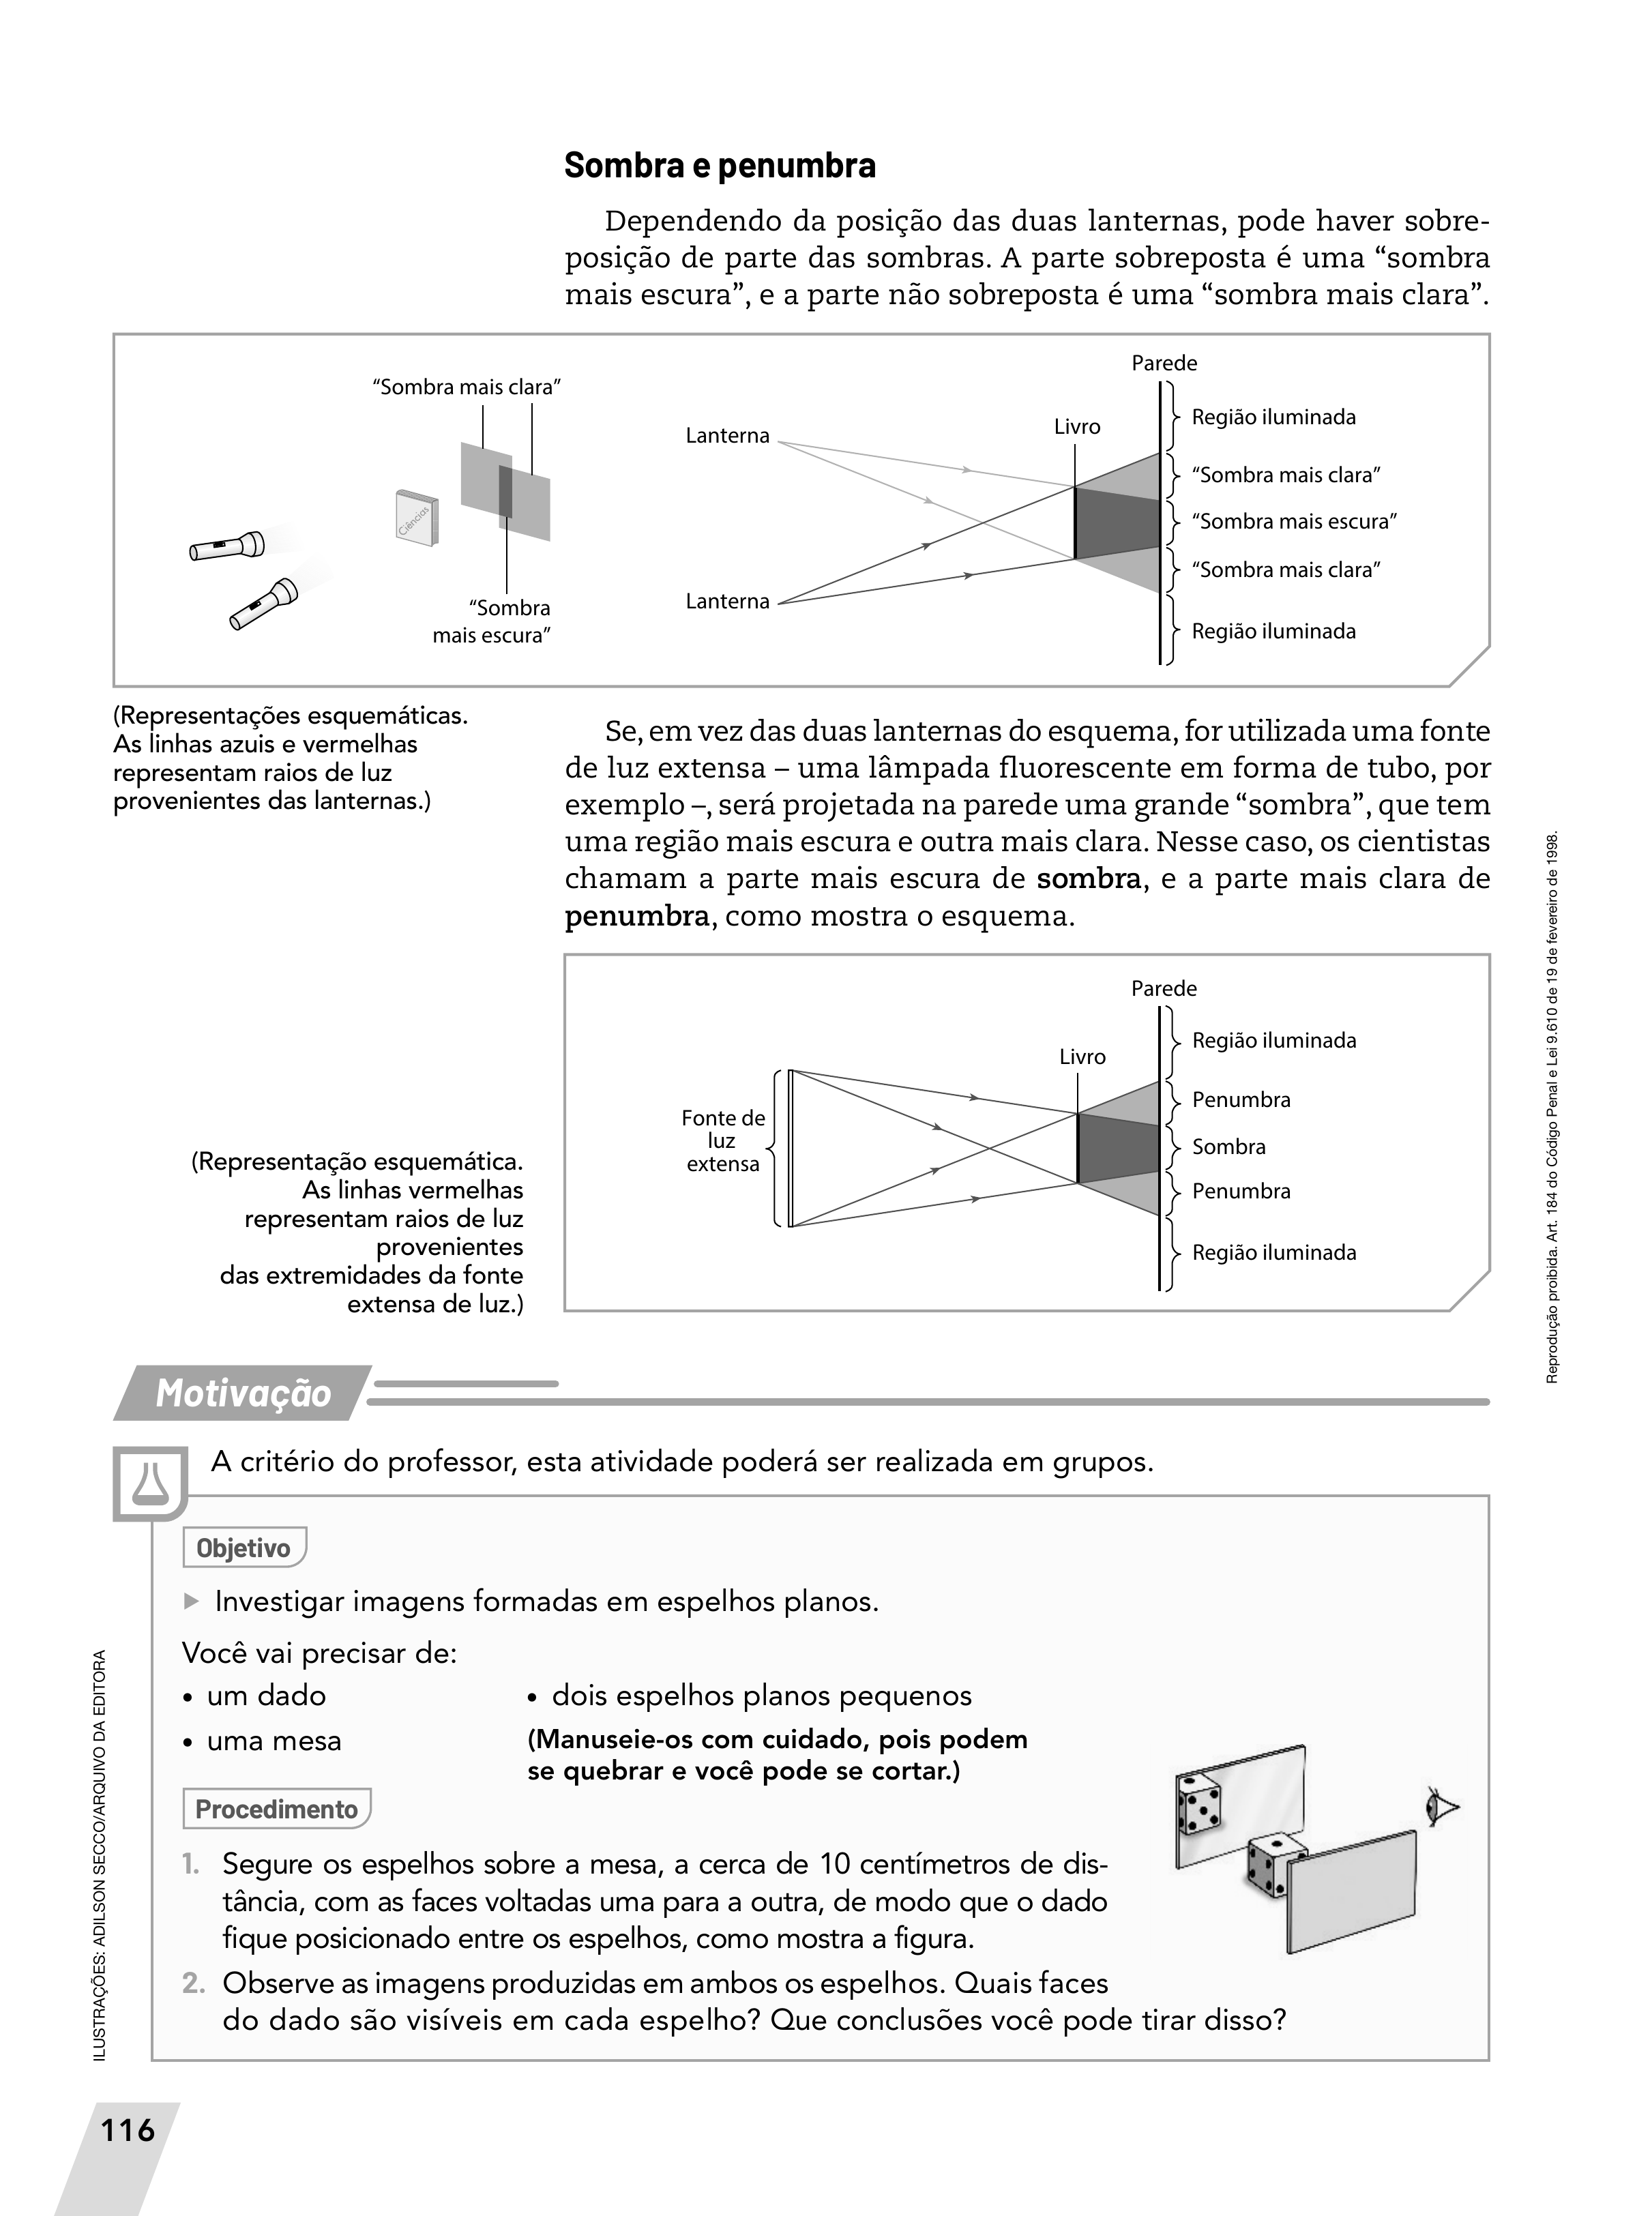 Sombra e penumbra
Dependendo da posição das duas lanternas, pode haver sobre-
posição de parte das sombras. A parte sobreposta é uma “sombra
mais escura”, e a parte não sobreposta é uma “sombra mais clara”.
“Sombra mais clara”
Ciências
“Sombra
mais escura”
Lanterna
Lanterna
Livro
Parede
Região iluminada
“Sombra mais clara”
“Sombra mais escura”
“Sombra mais clara”
Região iluminada
(Representações esquemáticas.
As linhas azuis e vermelhas
representam raios de luz
provenientes das lanternas.)
Se, em vez das duas lanternas do esquema, for utilizada uma fonte
de luz extensa – uma lâmpada fluorescente em forma de tubo, por
exemplo –, será projetada na parede uma grande “sombra”, que tem
uma região mais escura e outra mais clara. Nesse caso, os cientistas
chamam a parte mais escura de sombra, e a parte mais clara de
penumbra, como mostra o esquema.
Fonte de
luz
extensa
Livro
Parede
Região iluminada
Penumbra
Sombra
Penumbra
Região iluminada
(Representação esquemática.
As linhas vermelhas
representam raios de luz
provenientes
das extremidades da fonte
extensa de luz.)
Reprodução proibida. Art. 184 do Código Penal e Lei 9.610 de 19 de fevereiro de 1998.
Motivação
A critério do professor, esta atividade poderá ser realizada em grupos.
Objetivo
Investigar imagens formadas em espelhos planos.
Você vai precisar de:
• um dado
• uma mesa
• dois espelhos planos pequenos
(Manuseie-os com cuidado, pois podem
se quebrar e você pode se cortar.)
Procedimento
1. Segure os espelhos sobre a mesa, a cerca de 10 centímetros de dis-
tância, com as faces voltadas uma para a outra, de modo que o dado
fique posicionado entre os espelhos, como mostra a figura.
2. Observe as imagens produzidas em ambos os espelhos. Quais faces
do dado são visíveis em cada espelho? Que conclusões você pode tirar disso?
ILUSTRAÇÕES: ADILSON SECCO/ARQUIVO DA EDITORA
116